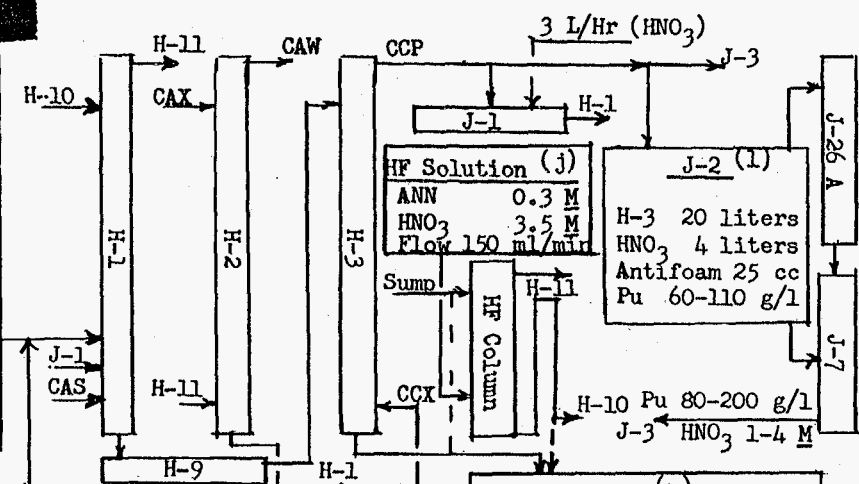 3 L/Hr (HNO3)
H-11
CAW
CCP
J-3
H-10
CAX
H-1
J-1
J-26 A
HF Solution (j)
ANN 0.3 M
HNO3 3.5 M
Flow 150 ml/min
J-2 (l)
H-3 20 liters
HNO3 4 liters
Antifoam 25 cc
Pu 60-110 g/l
H-1
H-2
H-3
Sump
H-11
HF Column
J-7
J-1
CAS
H-11
CCX
H-10
Pu 80-200 g/l
J-3
HNO3 1-4 M
H-9
H-1